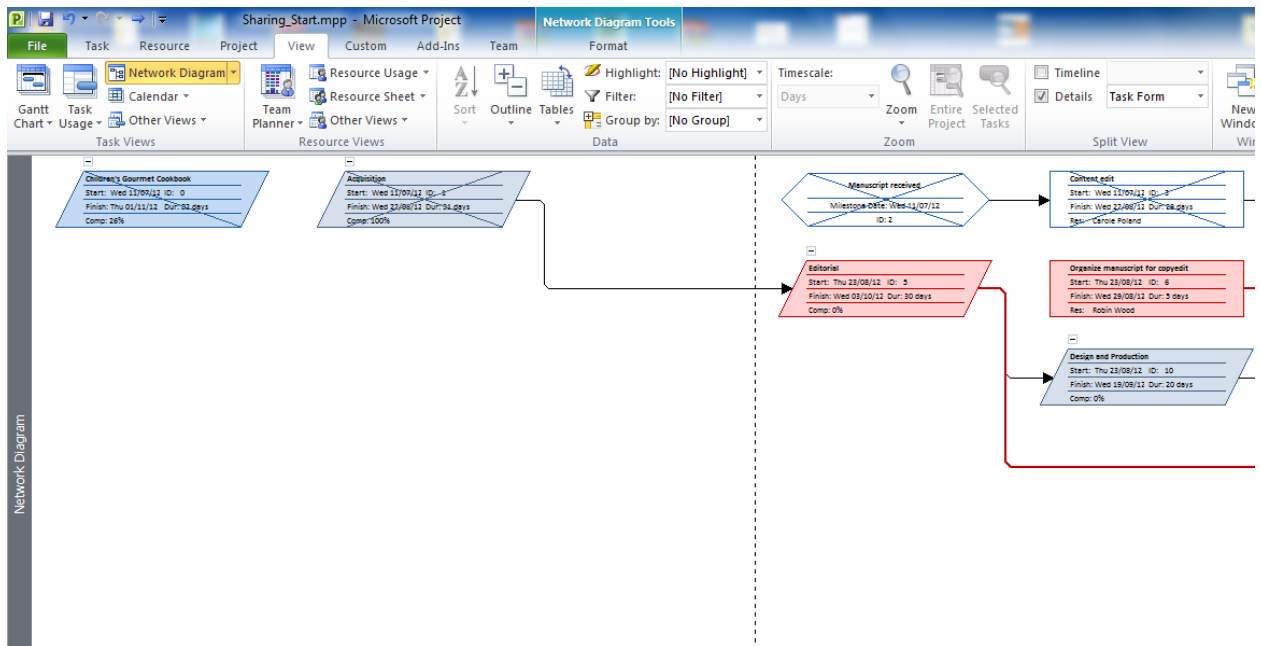 Sharing_Start.mpp - Microsoft Project
Network Diagram Tools
File Task Resource Project View Custom Add-Ins Team Format
Gantt Chart
Task Usage
Network Diagram
Calendar
Other Views
Task Views
Team Planner
Resource Usage
Resource Sheet
Other Views
Resource Views
Sort
Outline
Tables
Highlight: [No Highlight]
Filter: [No Filter]
Group by: [No Group]
Data
Timescale:
Days
Zoom
Entire Project
Selected Tasks
Zoom
Timeline
Details Task Form
Split View
New
Network Diagram
Children's Gourmet Cookbook
Start: Wed 11/07/12 ID: 0
Finish: Thu 01/11/12 Dur: 82 days
Comp: 26%
Acquisition
Start: Wed 11/07/12 ID: 1
Finish: Wed 22/08/12 Dur: 31 days
Comp: 100%
Manuscript received
Milestone Date: Wed 11/07/12
ID: 2
Content edit
Start: Wed 11/07/12 ID: 3
Finish: Wed 22/08/12 Dur: days
Res: Carole Poland
Editorial
Start: Thu 23/08/12 ID: 5
Finish: Wed 03/10/12 Dur: 30 days
Comp: 0%
Organize manuscript for copyedit
Start: Thu 23/08/12 ID: 6
Finish: Wed 29/08/12 Dur: 5 days
Res: Robin Wood
Design and Production
Start: Thu 23/08/12 ID: 10
Finish: Wed 19/09/12 Dur: 20 days
Comp: 0%